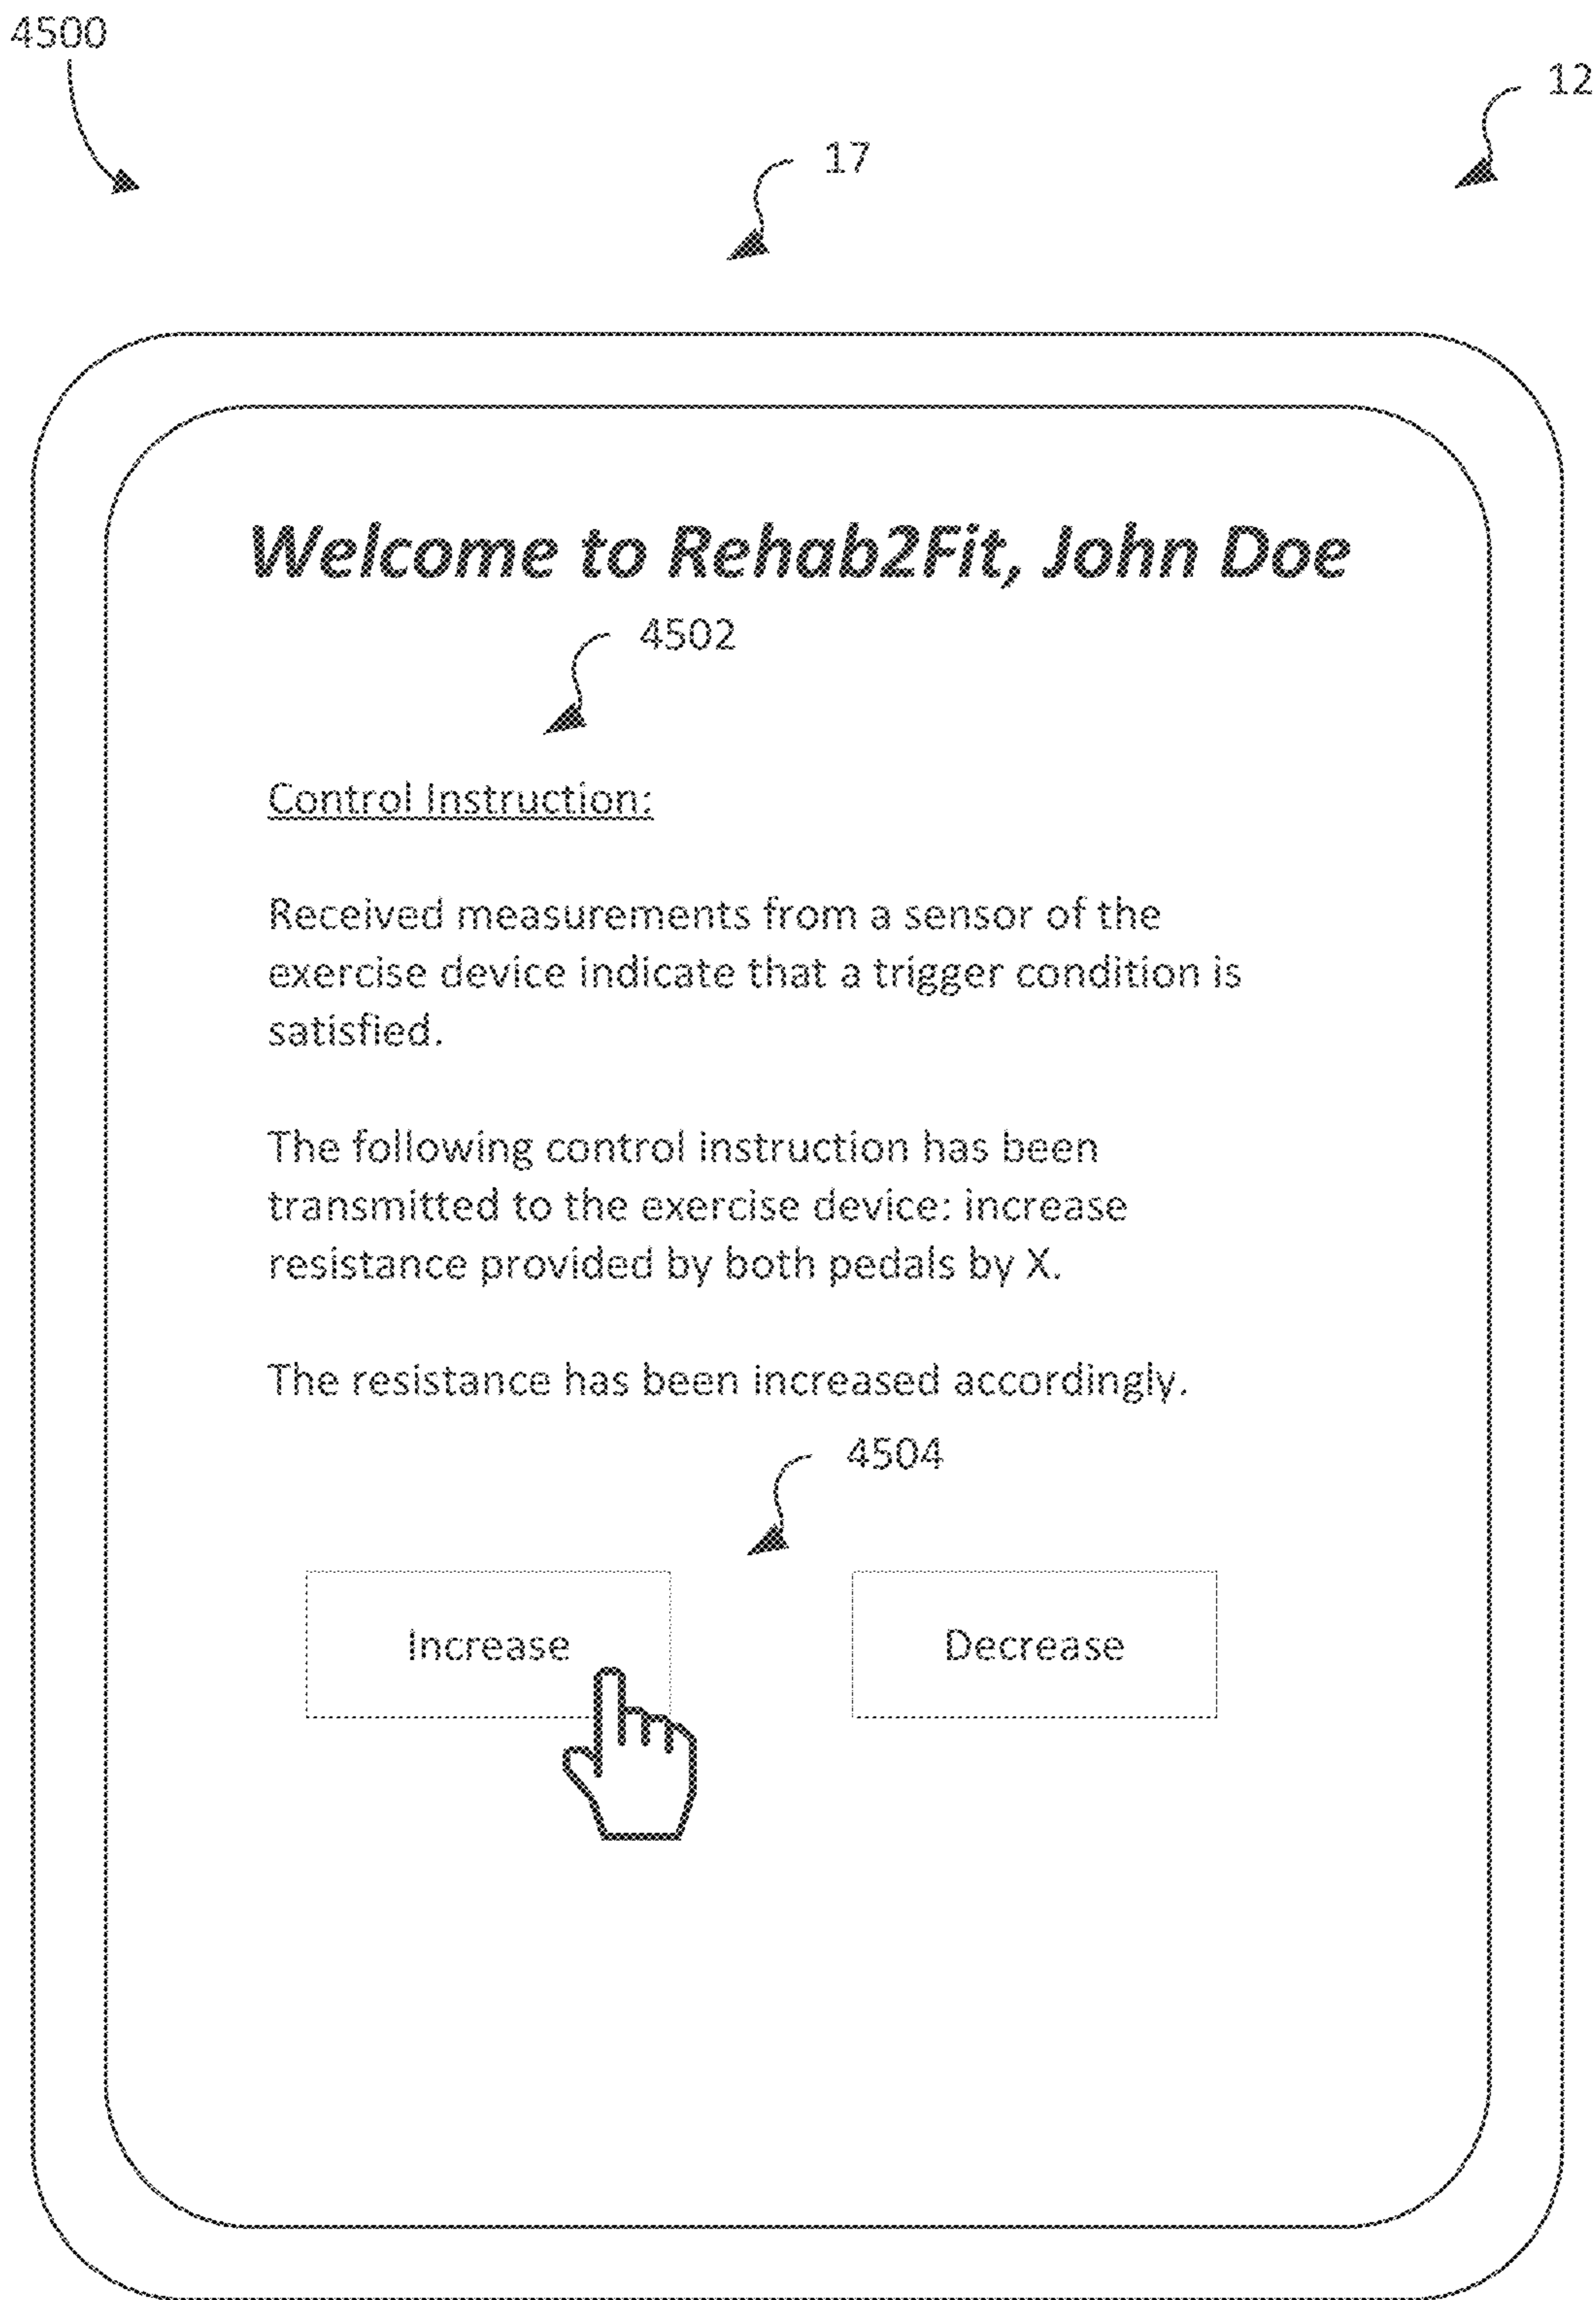 4500
12
17
Welcome to Rehab2Fit, John Doe
4502
Control Instruction:
Received measurements from a sensor of the
exercise device indicate that a trigger condition is
satisfied.
The following control instruction has been
transmitted to the exercise device: increase
resistance provided by both pedals by X.
The resistance has been increased accordingly.
4504
Increase
Decrease